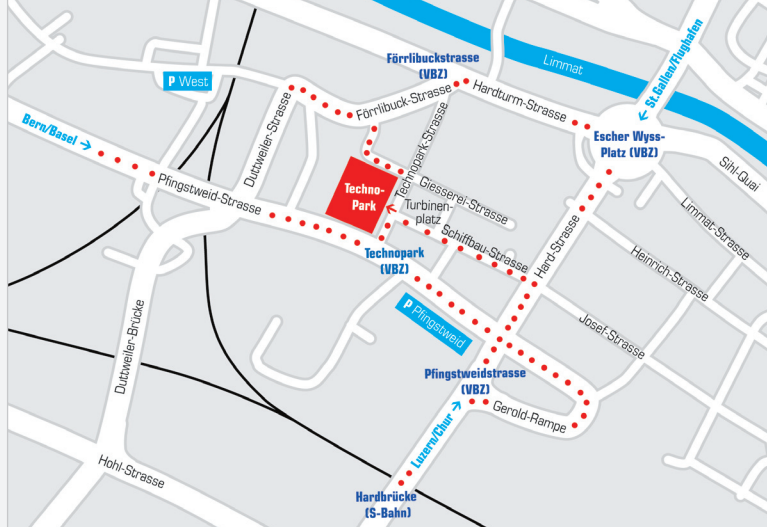 Förrlibuckstrasse
(VBZ)
Limmat
St.Gallen/Flughafen
P West
Förrlibuck-Strasse
Hardturm-Strasse
Bern/Basel
Duttweiler-Strasse
Technopark-Strasse
Escher Wyss-
Platz (VBZ)
Sihl-Quai
Pfingstweid-Strasse
Techno-
Park
Giesserei-Strasse
Turbinen-
platz
Schiffbau-Strasse
Limmat-Strasse
Technopark
(VBZ)
Hard-Strasse
Heinrich-Strasse
P Pfingstweid
Josef-Strasse
Duttweiler-Brücke
Pfingstweidstrasse
(VBZ)
Gerold-Rampe
Luzern/Chur
Hohl-Strasse
Hardbrücke
(S-Bahn)